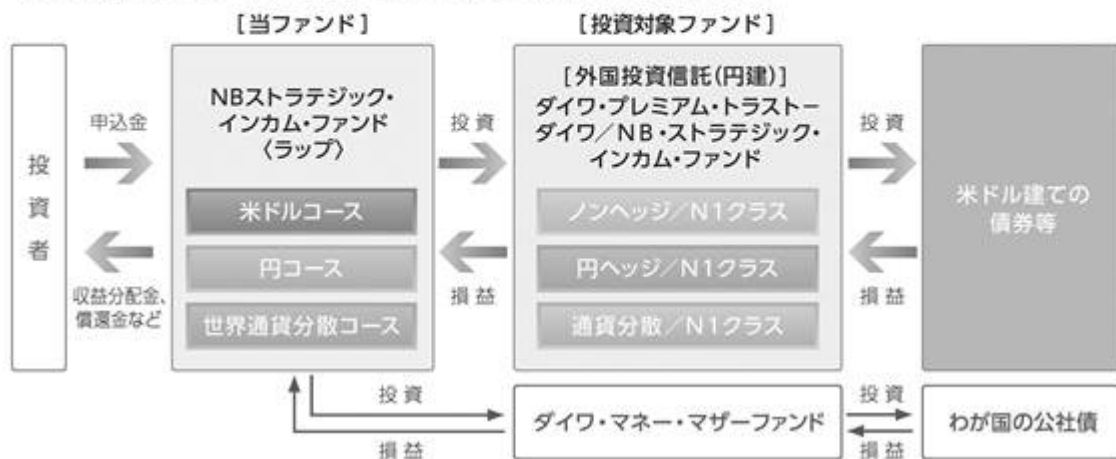 [当ファンド]
[投資対象ファンド]
投資者
申込金
収益分配金、
償還金など
NBストラテジック・
インカム・ファンド
〈ラップ〉
米ドルコース
円コース
世界通貨分散コース
投資
損益
[外国投資信託(円建)]
ダイワ・プレミアム・トラスト－
ダイワ／NB・ストラテジック・
インカム・ファンド
ノンヘッジ／N1クラス
円ヘッジ／N1クラス
通貨分散／N1クラス
投資
損益
米ドル建ての
債券等
投資
損益
ダイワ・マネー・マザーファンド
投資
損益
わが国の公社債